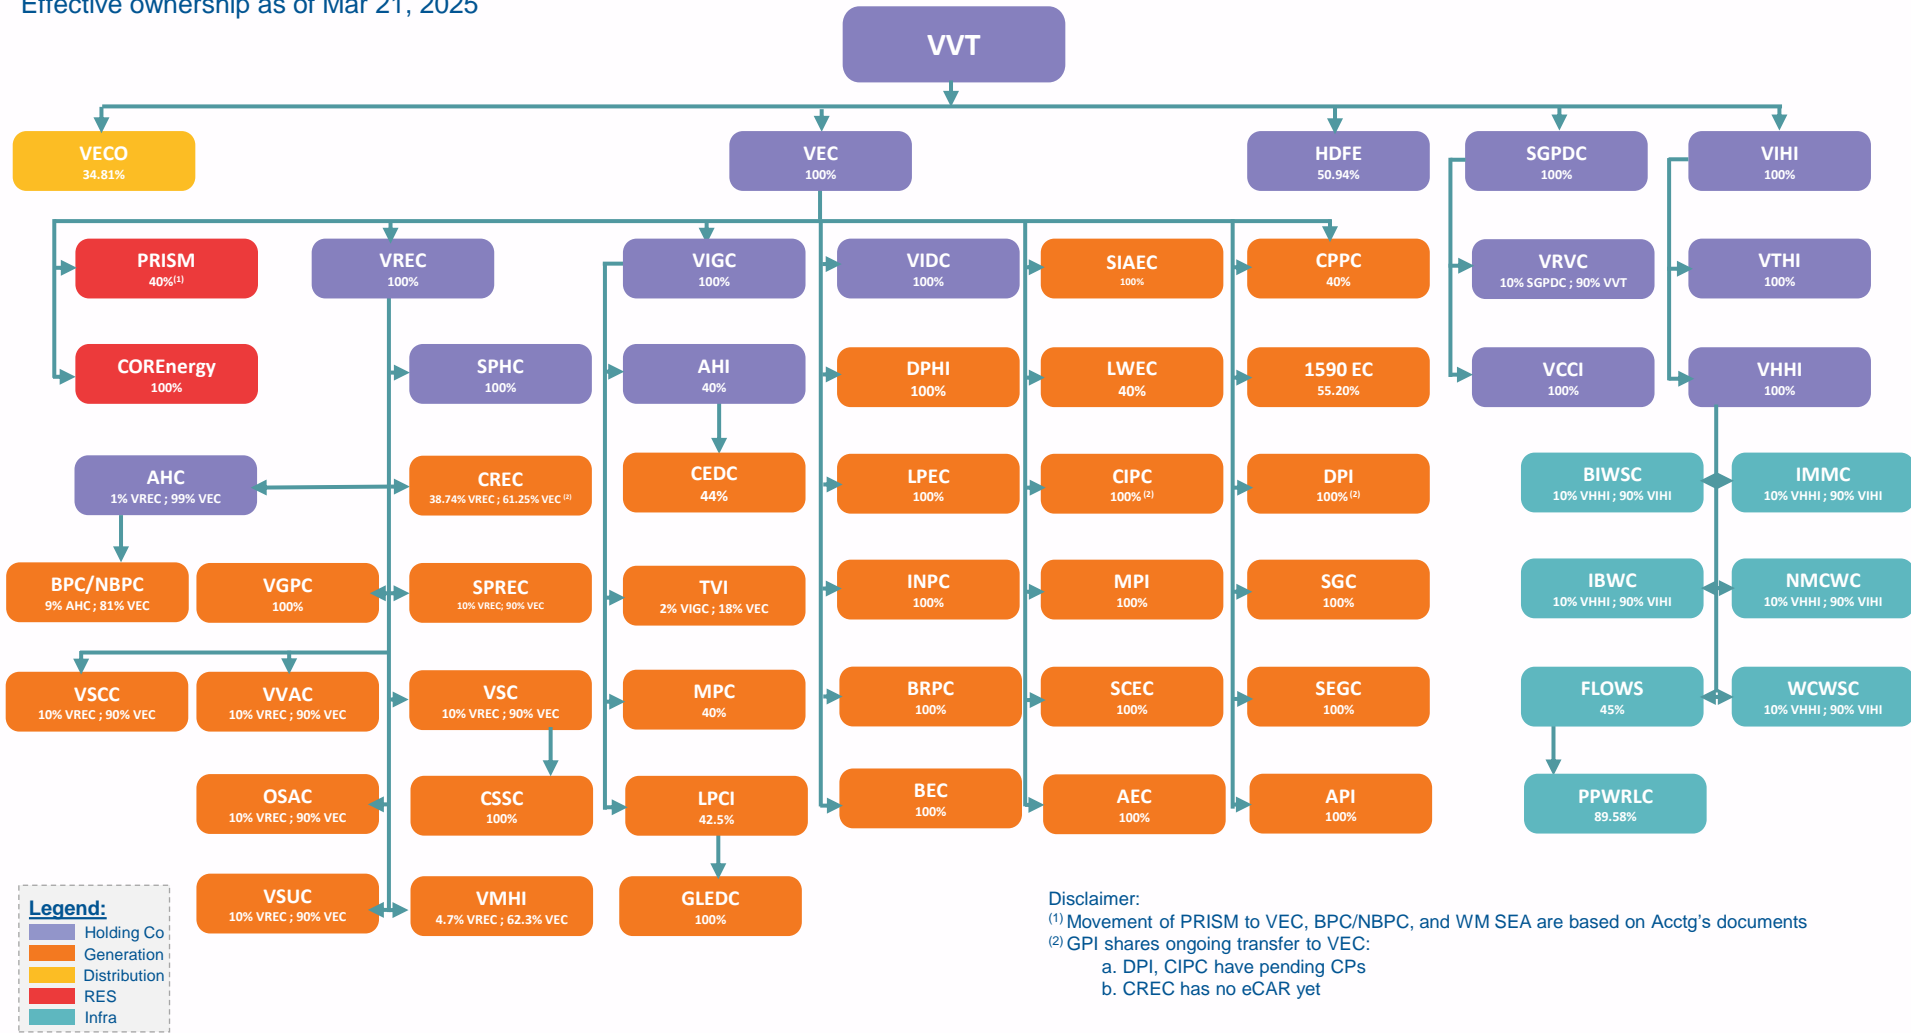 Effective ownership as of Mar 21, 2025
VVT
VECO
34.81%
VEC
100%
HDFE
50.94%
SGPDC
100%
VIHI
100%
PRISM
40%(1)
VREC
100%
VIGC
100%
VIDC
100%
SIAEC
100%
CPPC
40%
VRVC
10% SGPDC ; 90% VVT
VTHI
100%
COREnergy
100%
SPHC
100%
AHI
40%
DPHI
100%
LWEC
40%
1590 EC
55.20%
VCCI
100%
VHHI
100%
AHC
1% VREC ; 99% VEC
CREC
38.74% VREC ; 61.25% VEC (2)
CEDC
44%
LPEC
100%
CIPC
100% (2)
DPI
100% (2)
BIWSC
10% VHHI ; 90% VIHI
IMMC
10% VHHI ; 90% VIHI
BPC/NBPC
9% AHC ; 81% VEC
VGPC
100%
SPREC
10% VREC; 90% VEC
TVI
2% VIGC ; 18% VEC
INPC
100%
MPI
100%
SGC
100%
IBWC
10% VHHI ; 90% VIHI
NMCWC
10% VHHI ; 90% VIHI
VSCC
10% VREC ; 90% VEC
VVAC
10% VREC ; 90% VEC
VSC
10% VREC ; 90% VEC
MPC
40%
BRPC
100%
SCEC
100%
SEGC
100%
FLOWS
45%
WCWSC
10% VHHI ; 90% VIHI
OSAC
10% VREC ; 90% VEC
CSSC
100%
LPCI
42.5%
BEC
100%
AEC
100%
API
100%
PPWRLC
89.58%
VSUC
10% VREC ; 90% VEC
VMHI
4.7% VREC ; 62.3% VEC
GLEDC
100%
Legend:
Holding Co
Generation
Distribution
RES
Infra
Disclaimer:
(1) Movement of PRISM to VEC, BPC/NBPC, and WM SEA are based on Acctg's documents
(2) GPI shares ongoing transfer to VEC:
a. DPI, CIPC have pending CPs
b. CREC has no eCAR yet